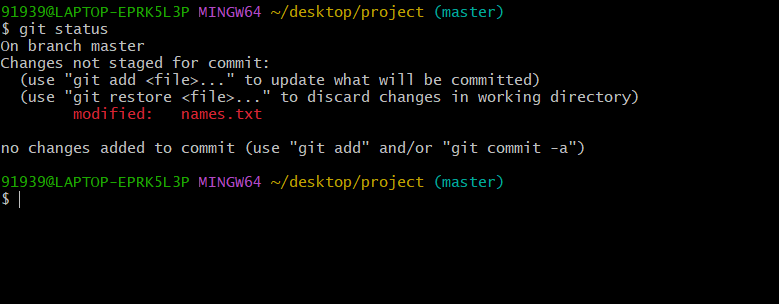 91939@LAPTOP-EPRK5L3P MINGW64 ~/desktop/project (master)
$ git status
On branch master
Changes not staged for commit:
  (use "git add <file>..." to update what will be committed)
  (use "git restore <file>..." to discard changes in working directory)
        modified:   names.txt

no changes added to commit (use "git add" and/or "git commit -a")

91939@LAPTOP-EPRK5L3P MINGW64 ~/desktop/project (master)
$